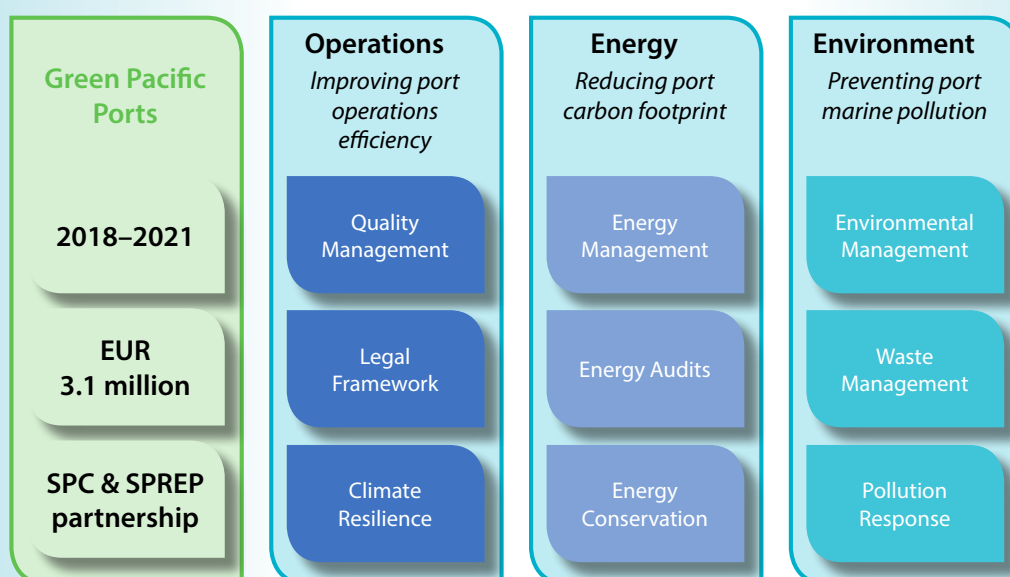 Green Pacific
Ports
2018–2021
EUR
3.1 million
SPC & SPREP
partnership
Operations
Improving port
operations
efficiency
Quality
Management
Legal
Framework
Climate
Resilience
Energy
Reducing port
carbon footprint
Energy
Management
Energy Audits
Energy
Conservation
Environment
Preventing port
marine pollution
Environmental
Management
Waste
Management
Pollution
Response